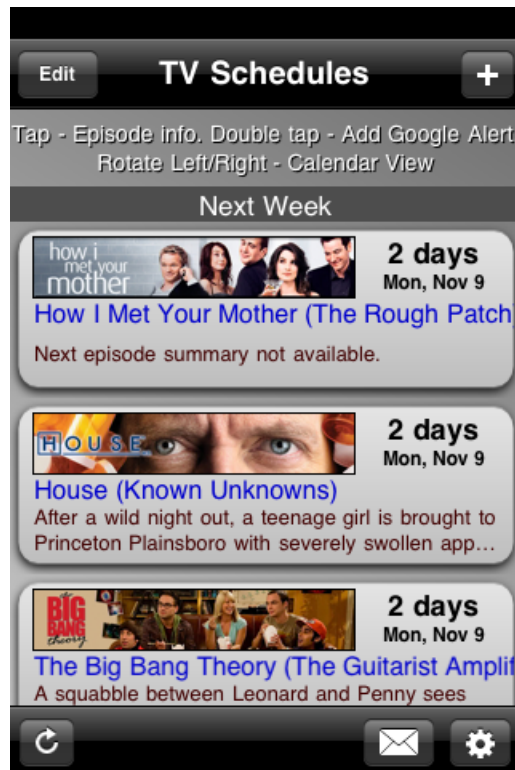 Edit
TV Schedules
+
Tap - Episode info. Double tap - Add Google Alert
Rotate Left/Right - Calendar View
Next Week
how i
met your
mother
2 days
Mon, Nov 9
How I Met Your Mother (The Rough Patch)
Next episode summary not available.
HOUSE
2 days
Mon, Nov 9
House (Known Unknowns)
After a wild night out, a teenage girl is brought to
Princeton Plainsboro with severely swollen app...
the
BIG
BANG
theory
2 days
Mon, Nov 9
The Big Bang Theory (The Guitarist Amplif
A squabble between Leonard and Penny sees